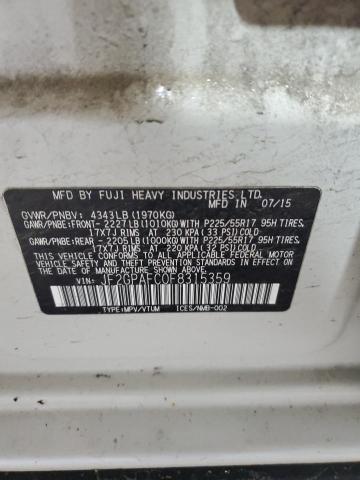 MFD BY FUJI HEAVY INDUSTRIES LTD.
MFD IN 07/15
GVWR/PNBV: 4343LB (1970KG)
GAWR/PNBE:FRONT- 2227LB(1010KG) WITH P225/55R17 95H TIRES,
17X7J RIMS AT 230 KPA (33 PSI)COLD
GAWR/PNBE:REAR - 2205LB(1000KG) WITH P225/55R17 95H TIRES,
17X7J RIMS AT 220 KPA (32 PSI)COLD
THIS VEHICLE CONFORMS TO ALL APPLICABLE FEDERAL MOTOR
VEHICLE SAFETY STANDARDS IN EFFECT ON THE
DATE OF MANUFACTURE SHOWN ABOVE.
VIN: JF2GPAFC0F8315359
TYPE:MPV/VTUM ICES/NMB-002